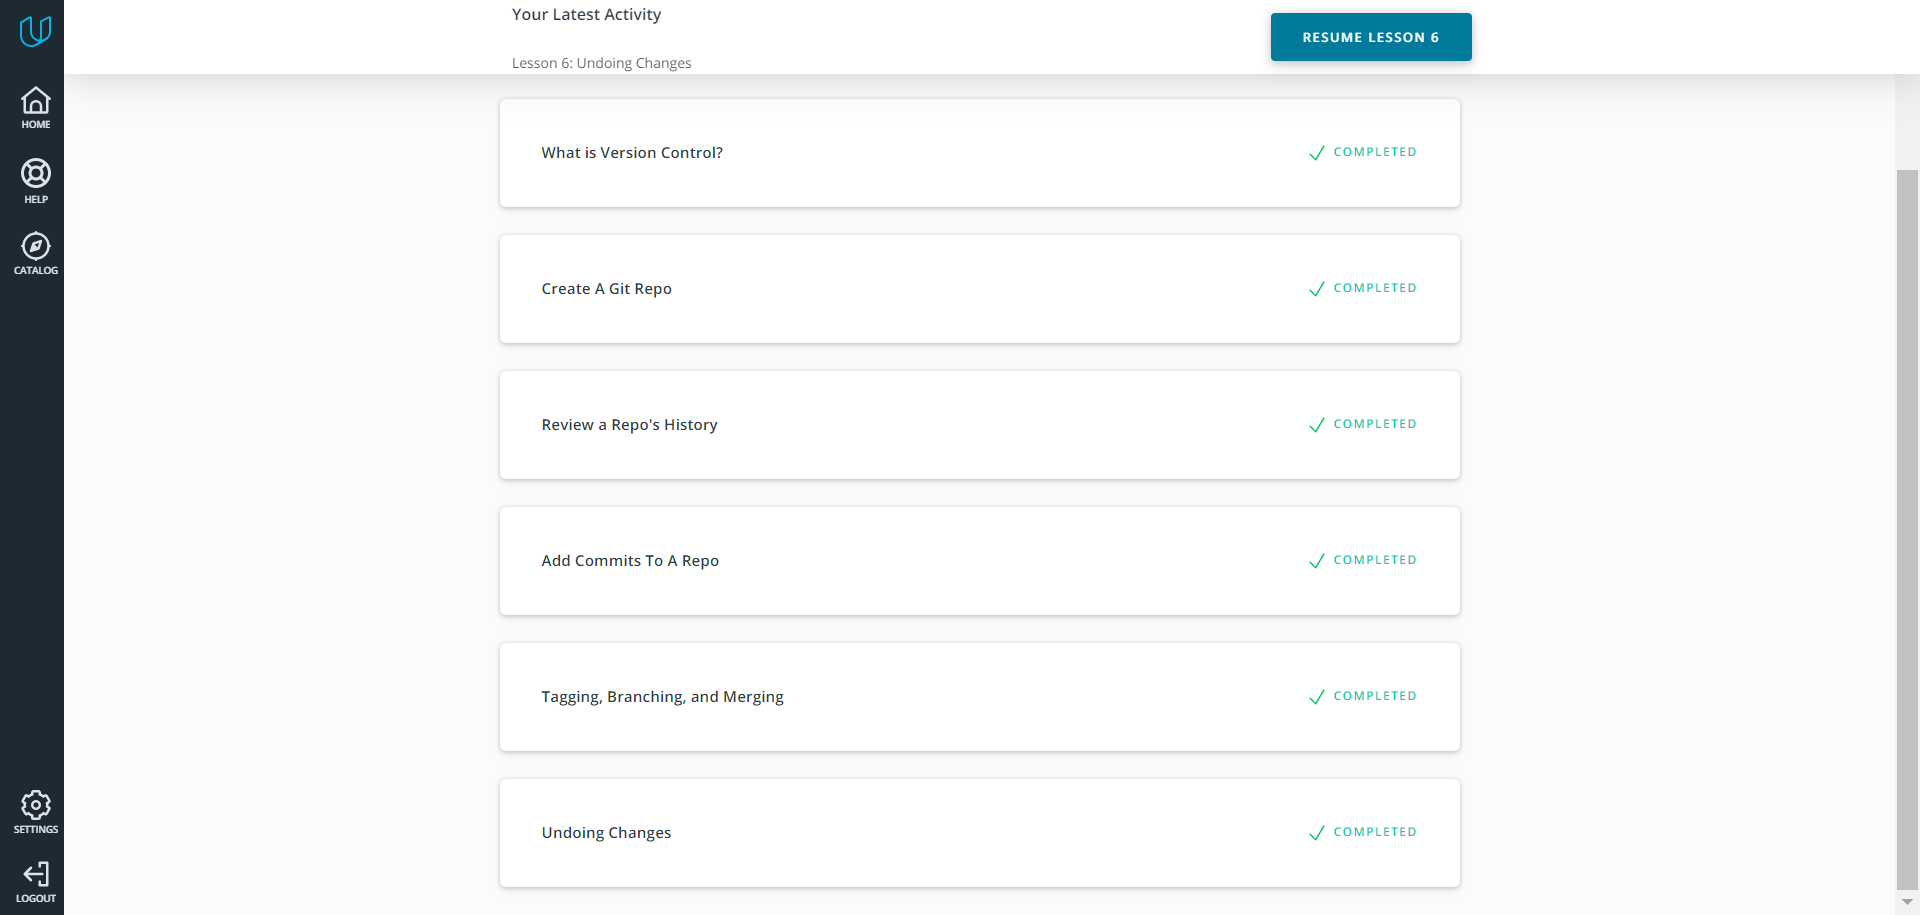 Your Latest Activity
RESUME LESSON 6
Lesson 6: Undoing Changes
HOME
HELP
CATALOG
SETTINGS
LOGOUT
What is Version Control?
COMPLETED
Create A Git Repo
COMPLETED
Review a Repo's History
COMPLETED
Add Commits To A Repo
COMPLETED
Tagging, Branching, and Merging
COMPLETED
Undoing Changes
COMPLETED